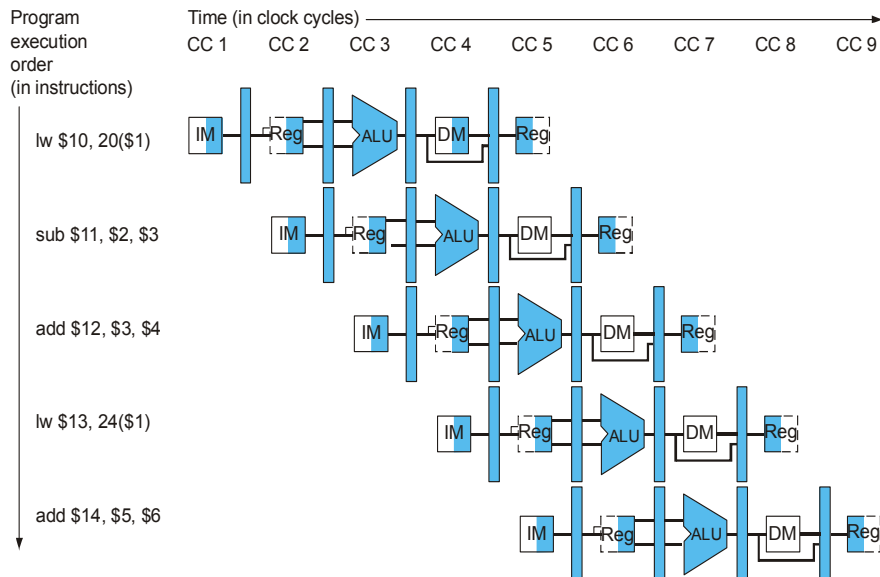 Program
execution
order
(in instructions)
Time (in clock cycles)
CC 1 CC 2 CC 3 CC 4 CC 5 CC 6 CC 7 CC 8 CC 9
lw $10, 20($1)
IM Reg ALU DM Reg
sub $11, $2, $3
IM Reg ALU DM Reg
add $12, $3, $4
IM Reg ALU DM Reg
lw $13, 24($1)
IM Reg ALU DM Reg
add $14, $5, $6
IM Reg ALU DM Reg